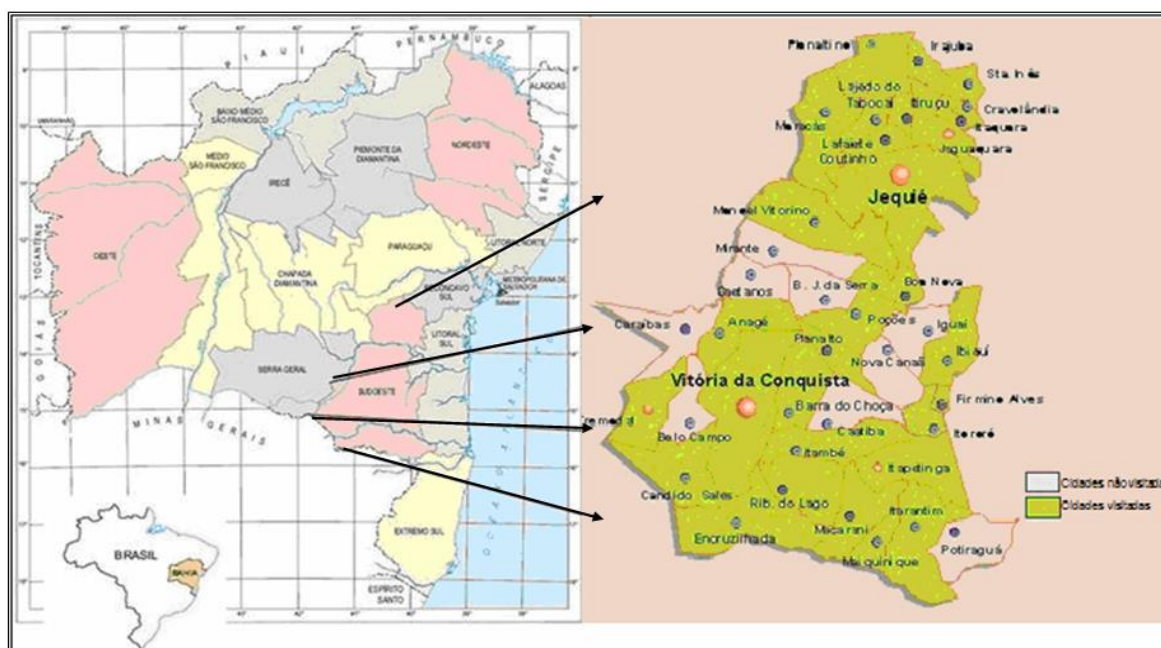 PIAUÍ
PERNAMBUCO
ALAGOAS
SERGIPE
TOCANTINS
GOIÁS
MINAS GERAIS
ESPÍRITO
SANTO
BAIXO MÉDIO
SÃO FRANCISCO
MÉDIO
SÃO FRANCISCO
IRECÊ
PIEMONTE DA
DIAMANTINA
NORDESTE
OESTE
CHAPADA
DIAMANTINA
PARAGUAÇU
LITORAL NORTE
METROPOLITANA DE
SALVADOR
Salvador
RECÔNCAVO
SUL
LITORAL
SUL
SERRA GERAL
SUDOESTE
EXTREMO SUL
BRASIL
BAHIA
Planaltino
Irajuba
Sta. Inês
Lajedo do
Tabocal
Itiruçu
Cravolândia
Maracás
Itaquara
Lafaiete
Coutinho
Jaguaquara
Jequié
Manoel Vitorino
Mirante
Caetanos
B. J. da Serra
Boa Nova
Caraíbas
Anagé
Poções
Iguaí
Planalto
Nova Canaã
Ibicuí
Vitória da Conquista
Barra do Choça
Firmino Alves
Belo Campo
Caatiba
Itororó
Itambé
Itapetinga
Candido Sales
Rib. do Lago
Itarantim
Encruzilhada
Macarani
Maiquinique
Potiraguá
Cidades não visitada
Cidades visitadas